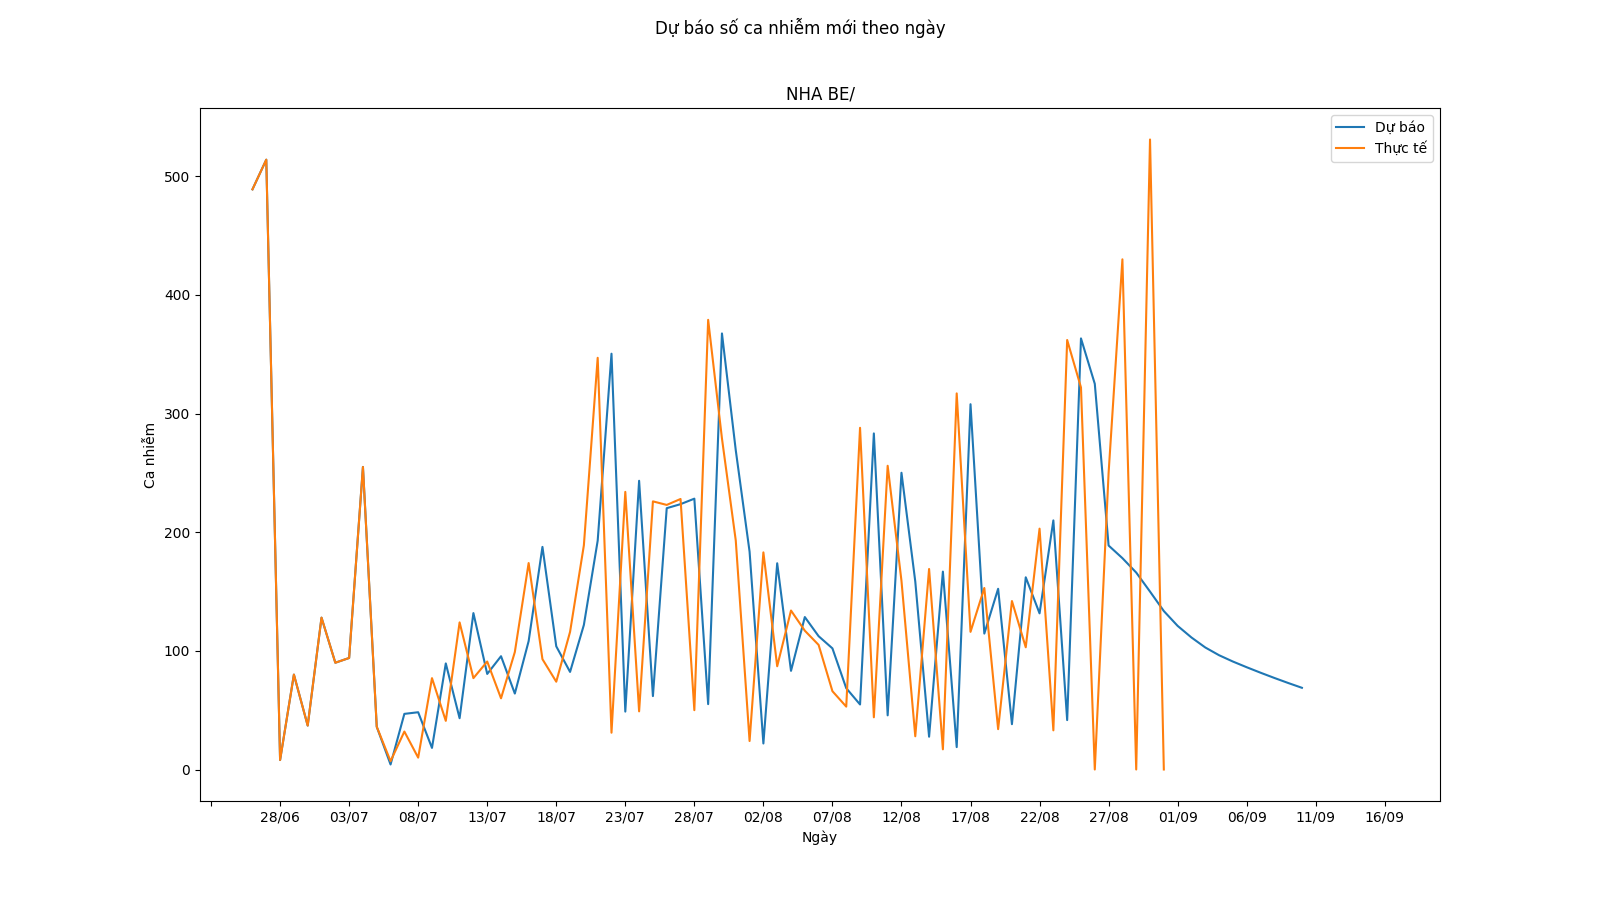 Dự báo số ca nhiễm mới theo ngày
NHA BE/
Dự báo
Thực tế
500
400
300
200
100
0
Ca nhiễm
28/06 03/07 08/07 13/07 18/07 23/07 28/07 02/08 07/08 12/08 17/08 22/08 27/08 01/09 06/09 11/09 16/09
Ngày